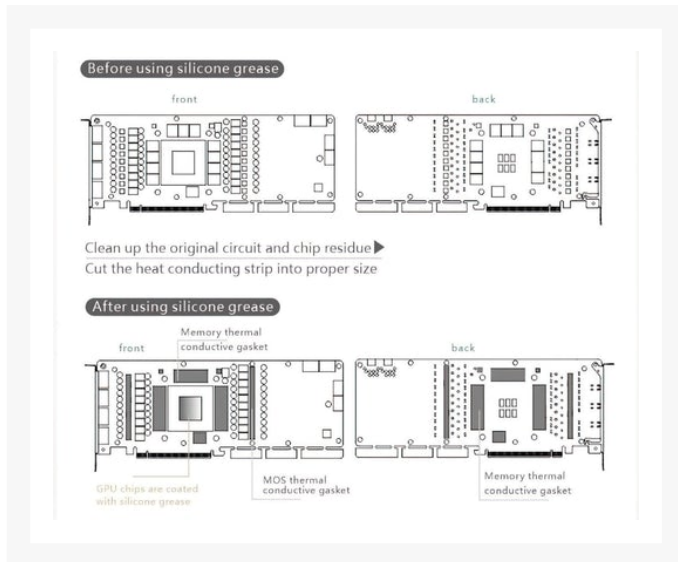 Before using silicone grease
front
back
Clean up the original circuit and chip residue
Cut the heat conducting strip into proper size
After using silicone grease
Memory thermal
conductive gasket
front
back
GPU chips are coated
with silicone grease
MOS thermal
conductive gasket
Memory thermal
conductive gasket